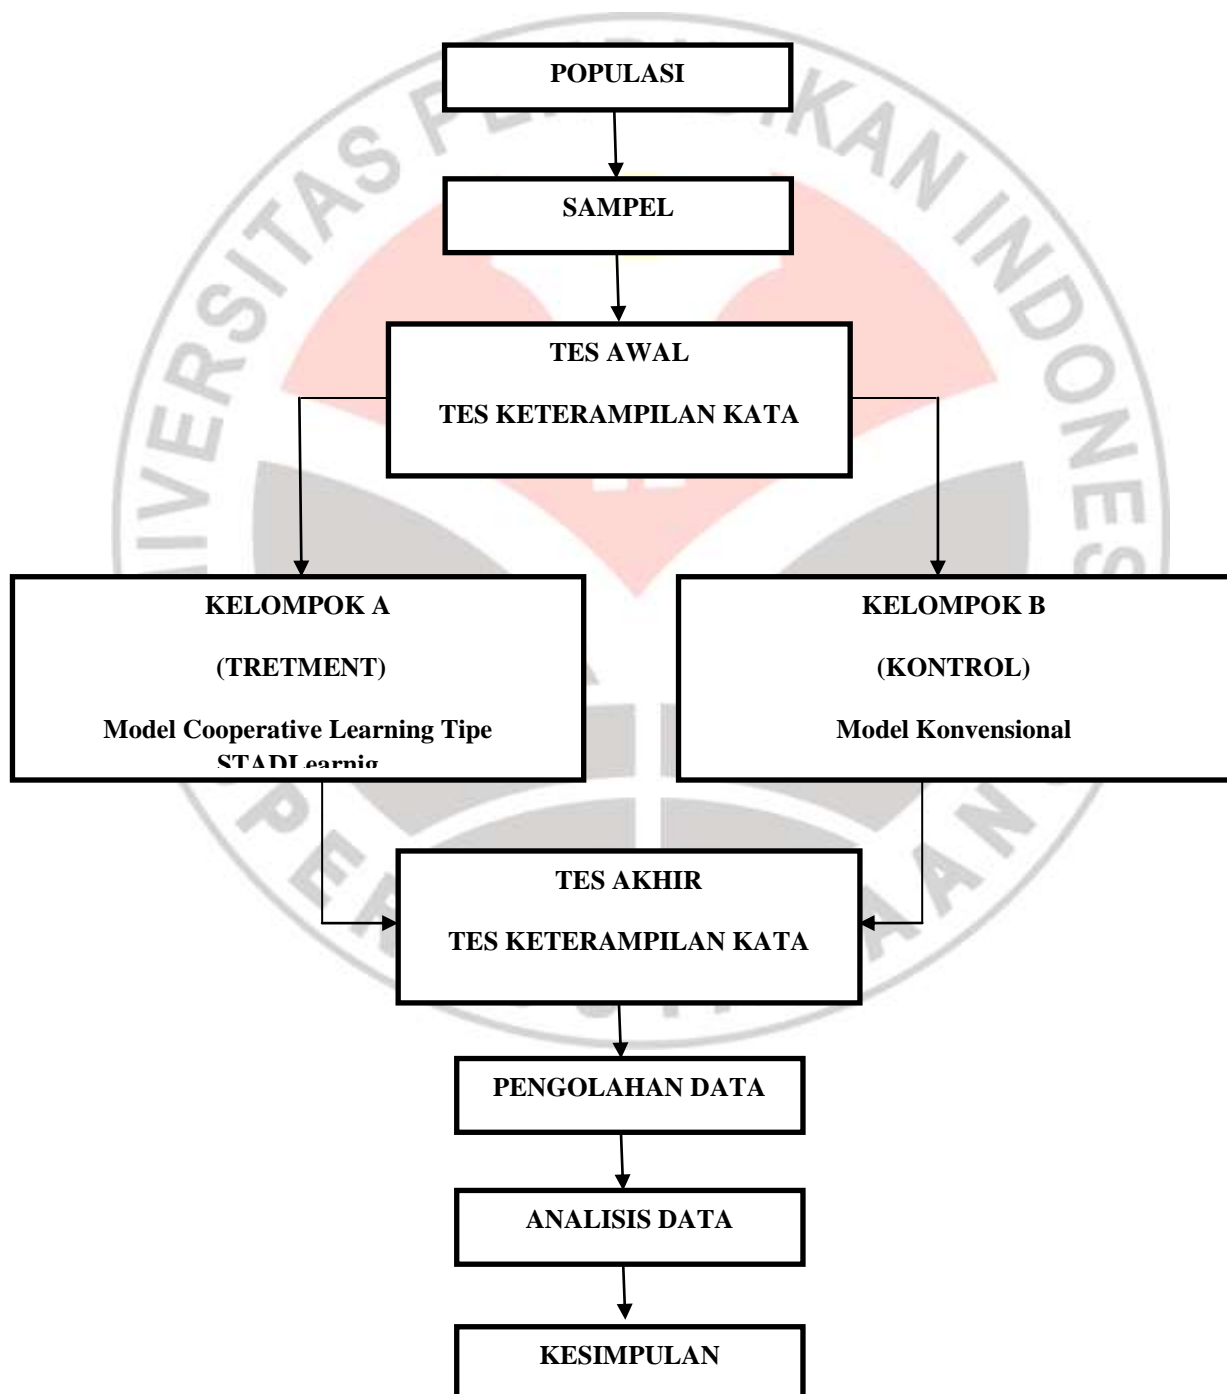 POPULASI
SAMPEL
TES AWAL
TES KETERAMPILAN KATA
KELOMPOK A
(TRETMENT)
Model Cooperative Learning Tipe
STADLearnig
KELOMPOK B
(KONTROL)
Model Konvensional
TES AKHIR
TES KETERAMPILAN KATA
PENGOLAHAN DATA
ANALISIS DATA
KESIMPULAN